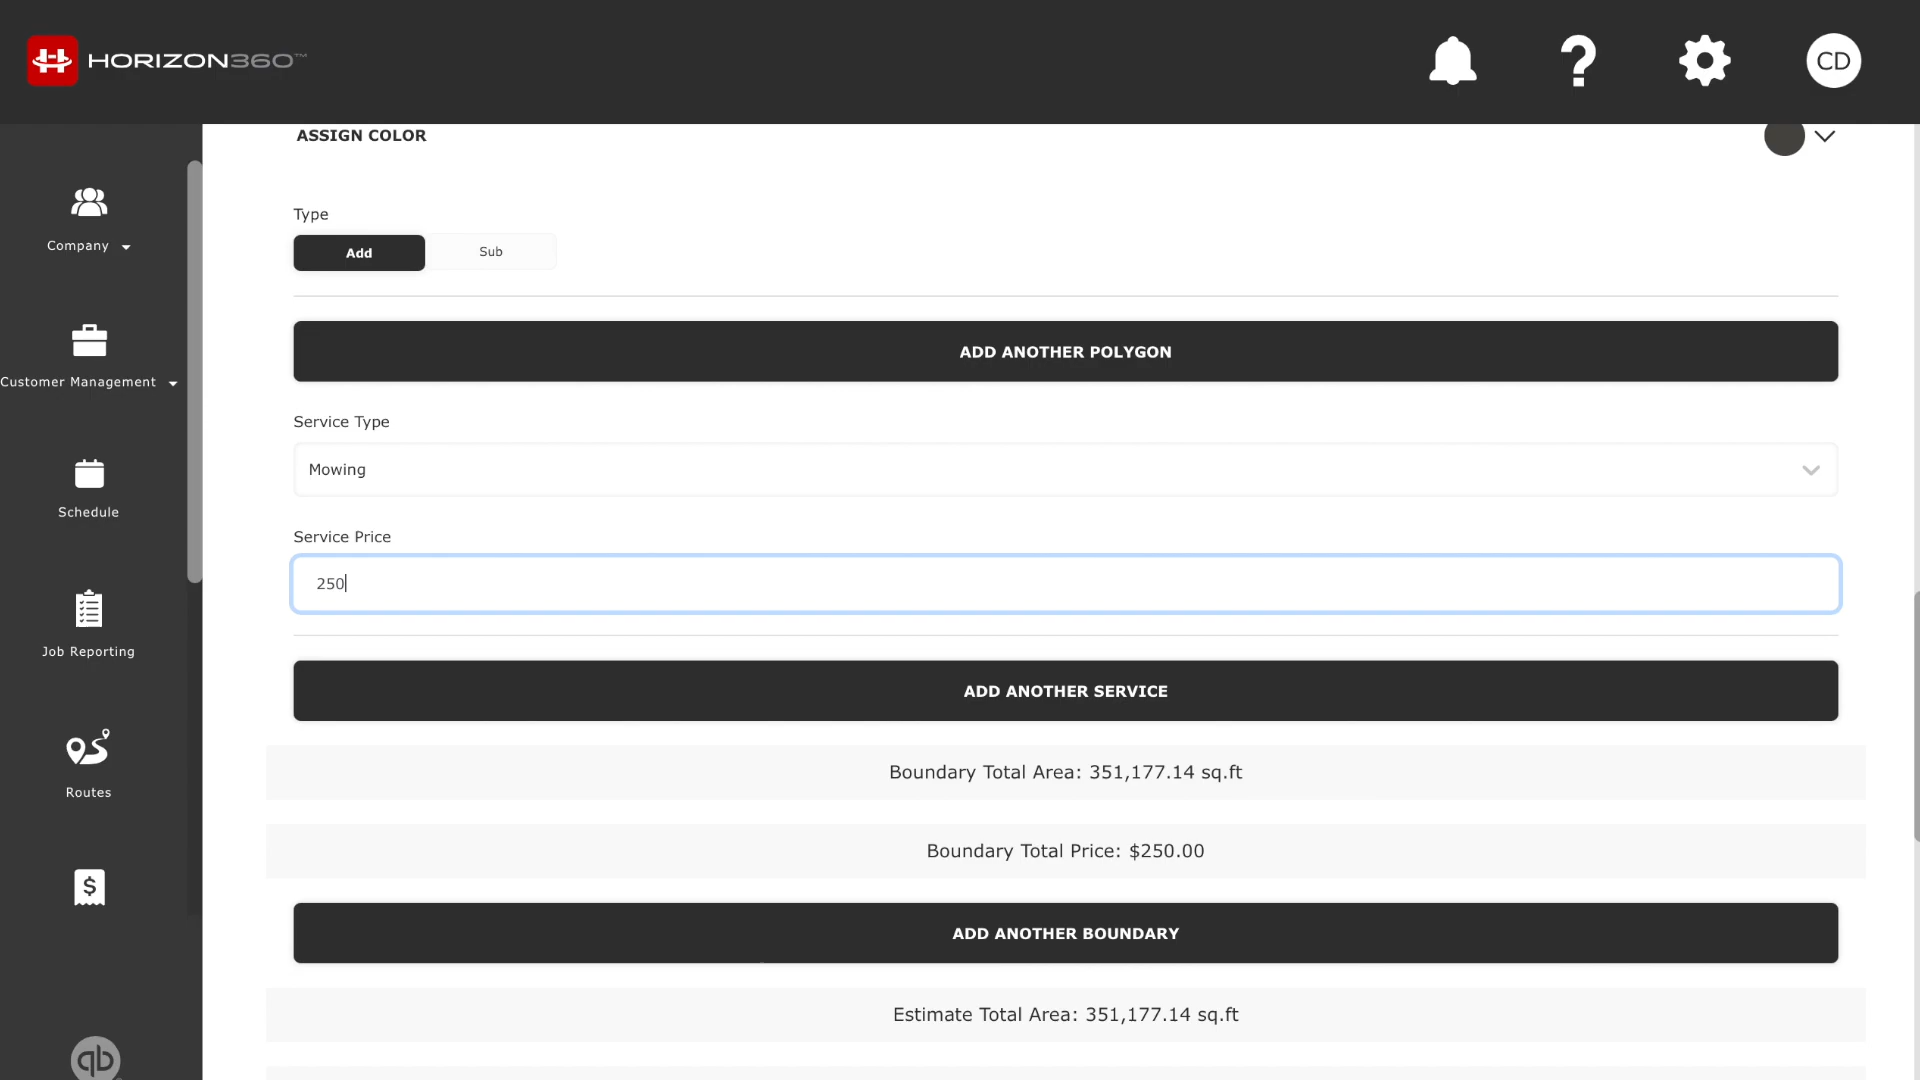 HORIZON360™
CD
Company
Customer Management
Schedule
Job Reporting
Routes
$
qb
ASSIGN COLOR
Type
Add
Sub
ADD ANOTHER POLYGON
Service Type
Mowing
Service Price
250
ADD ANOTHER SERVICE
Boundary Total Area: 351,177.14 sq.ft
Boundary Total Price: $250.00
ADD ANOTHER BOUNDARY
Estimate Total Area: 351,177.14 sq.ft